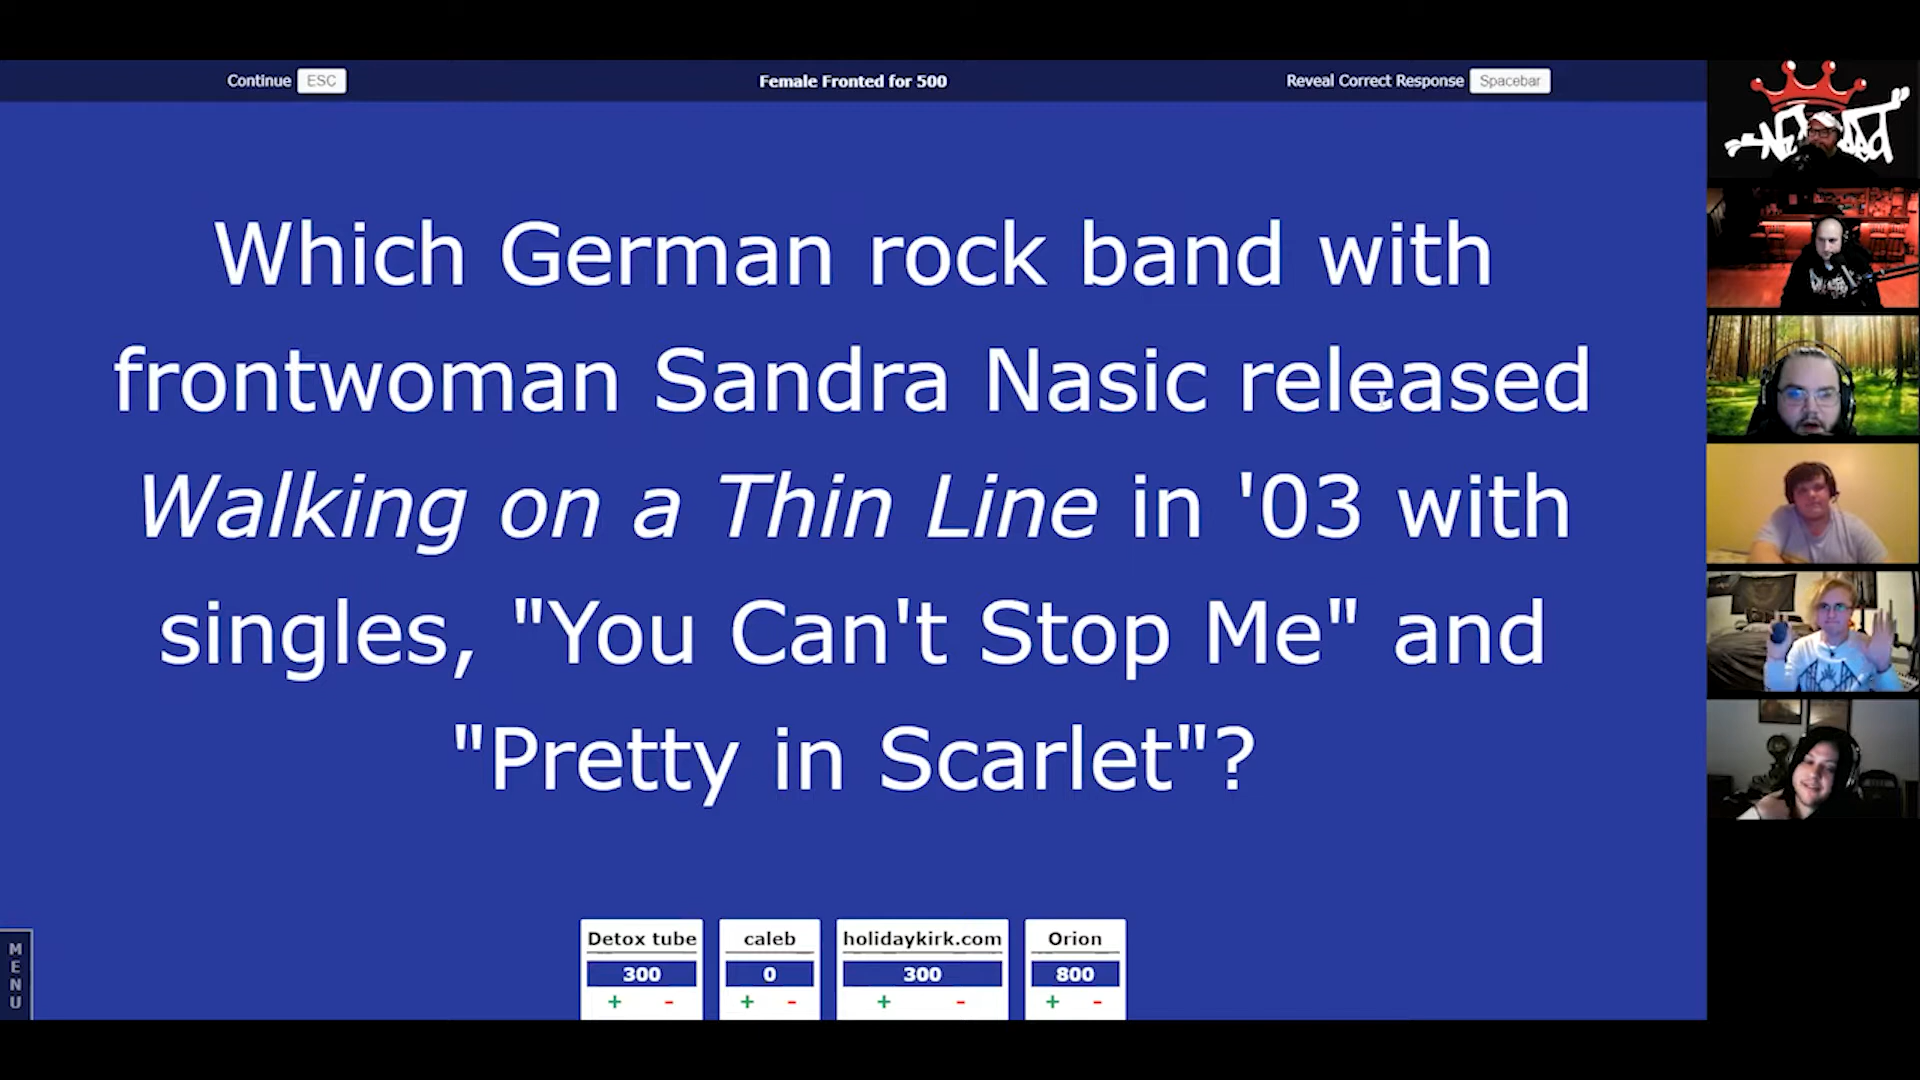 Continue ESC
Female Fronted for 500
Reveal Correct Response Spacebar
Which German rock band with
frontwoman Sandra Nasic released
Walking on a Thin Line in '03 with
singles, "You Can't Stop Me" and
"Pretty in Scarlet"?
MENU
Detox tube
300
+ -
caleb
0
+ -
holidaykirk.com
300
+ -
Orion
800
+ -